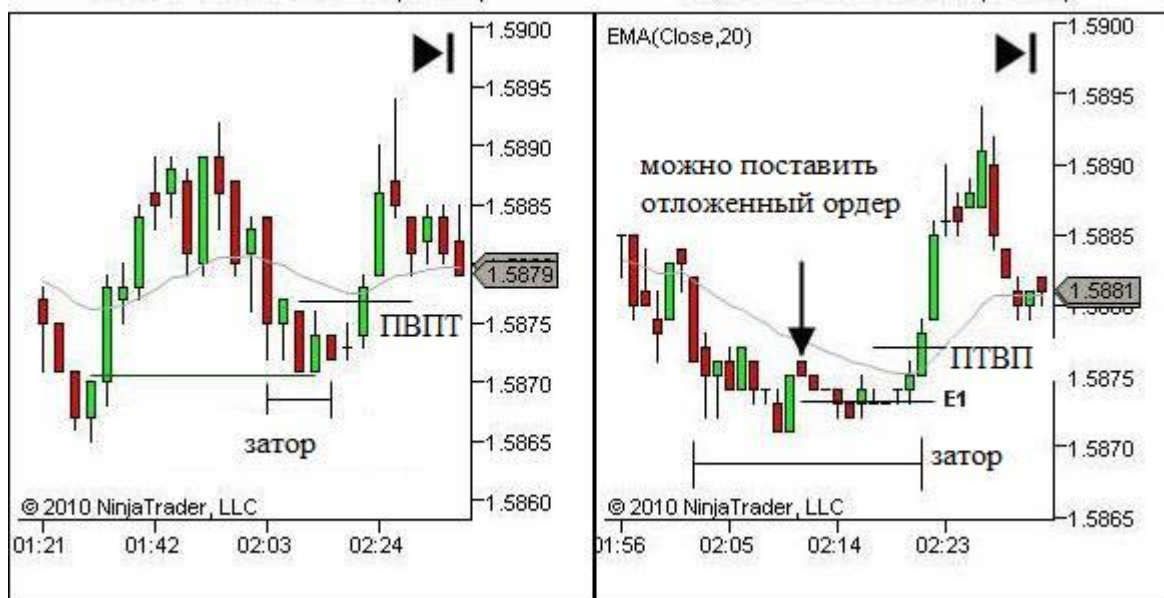 1.5900
1.5895
1.5890
1.5885
1.5879
1.5875
1.5870
1.5865
1.5860
ПВПТ
затор
© 2010 NinjaTrader, LLC
01:21 01:42 02:03 02:24
EMA(Close,20)
1.5900
1.5895
1.5890
1.5885
1.5881
1.5875
1.5870
1.5865
можно поставить
отложенный ордер
ПТВП
E1
затор
© 2010 NinjaTrader, LLC
01:56 02:05 02:14 02:23